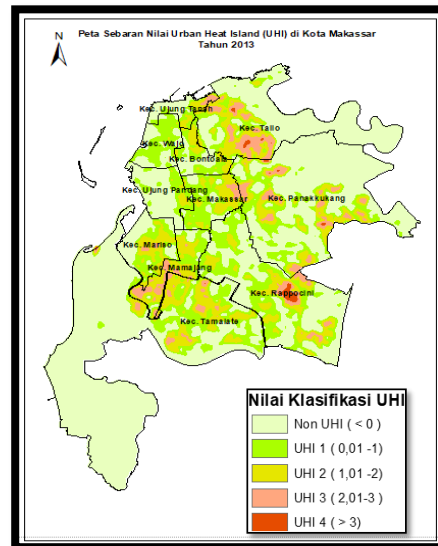 Peta Sebaran Nilai Urban Heat Island (UHI) di Kota Makassar
Tahun 2013
N
Kec. Ujung Tanah
Kec. Tallo
Kec. Wajo
Kec. Bontoala
Kec. Ujung Pandang
Kec. Makassar
Kec. Panakkukang
Kec. Mariso
Kec. Mamajang
Kec. Rappocini
Kec. Tamalate
Nilai Klasifikasi UHI
Non UHI ( < 0 )
UHI 1 ( 0,01 -1)
UHI 2 ( 1,01 -2)
UHI 3 ( 2,01-3 )
UHI 4 ( > 3)